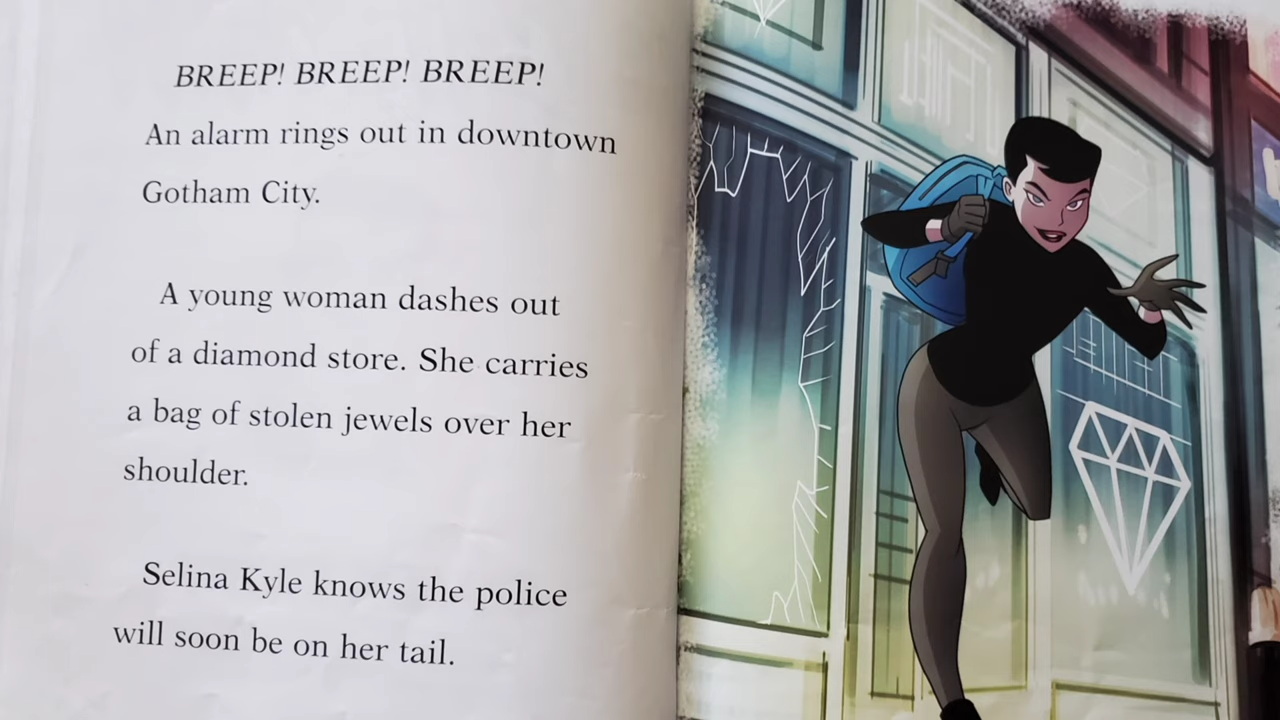 BREEP! BREEP! BREEP!
An alarm rings out in downtown
Gotham City.
A young woman dashes out
of a diamond store. She carries
a bag of stolen jewels over her
shoulder.
Selina Kyle knows the police
will soon be on her tail.